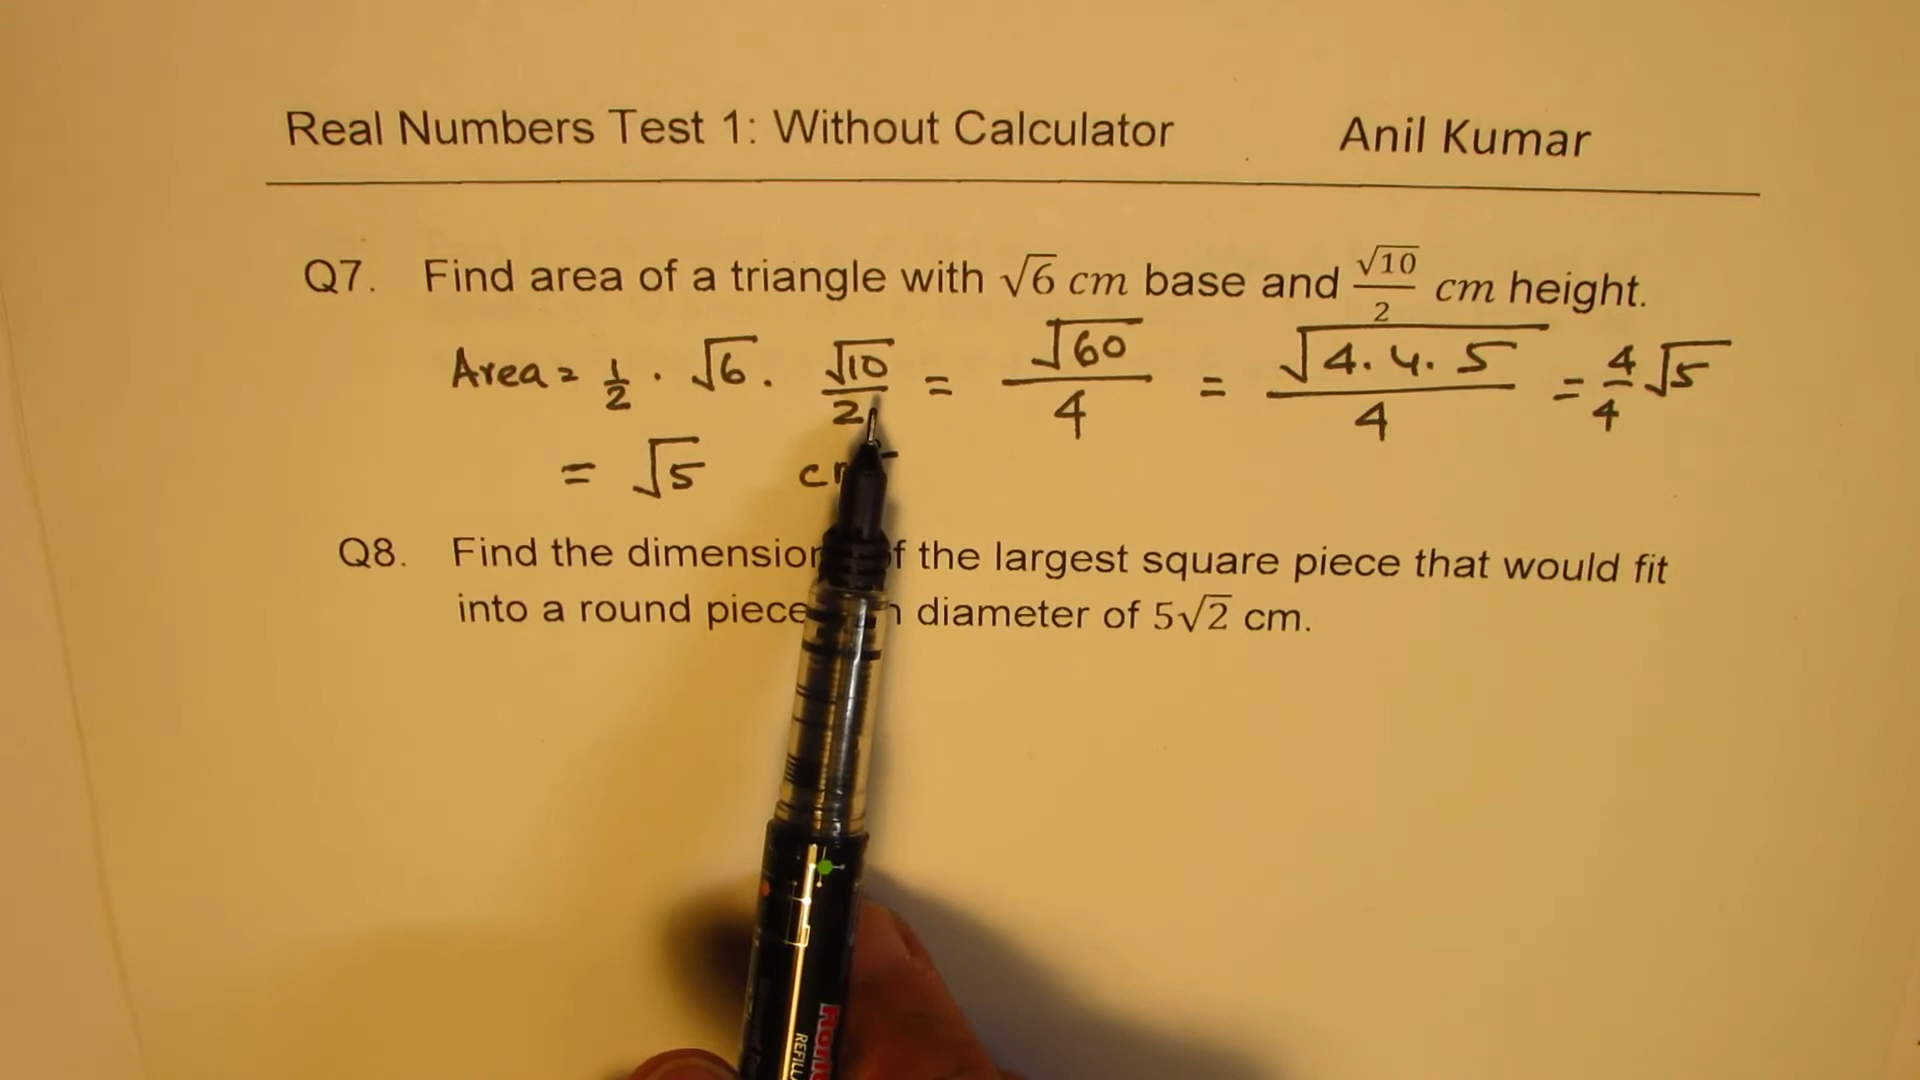 Real Numbers Test 1: Without Calculator Anil Kumar
Q7. Find area of a triangle with √6 cm base and √10/2 cm height.
Area = 1/2 · √6 · √10/2 = √60/4 = √4.4.5/4 = 4/4 √5
= √5
Q8. Find the dimension of the largest square piece that would fit
into a round piece diameter of 5√2 cm.
REFILL